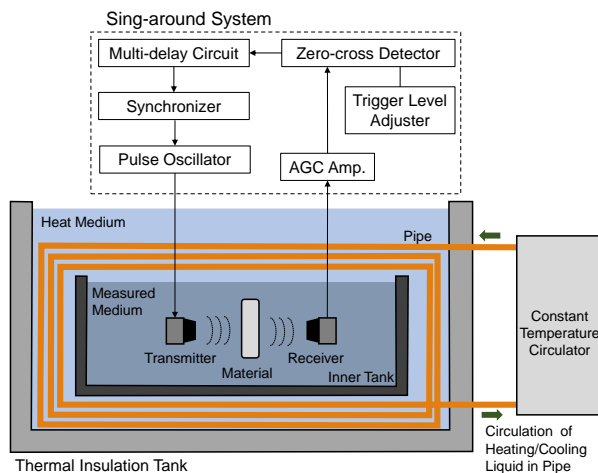 Sing-around System
Multi-delay Circuit
Zero-cross Detector
Synchronizer
Trigger Level
Adjuster
Pulse Oscillator
AGC Amp.
Heat Medium
Pipe
Measured
Medium
Transmitter
Material
Receiver
Inner Tank
Constant
Temperature
Circulator
Circulation of
Heating/Cooling
Liquid in Pipe
Thermal Insulation Tank